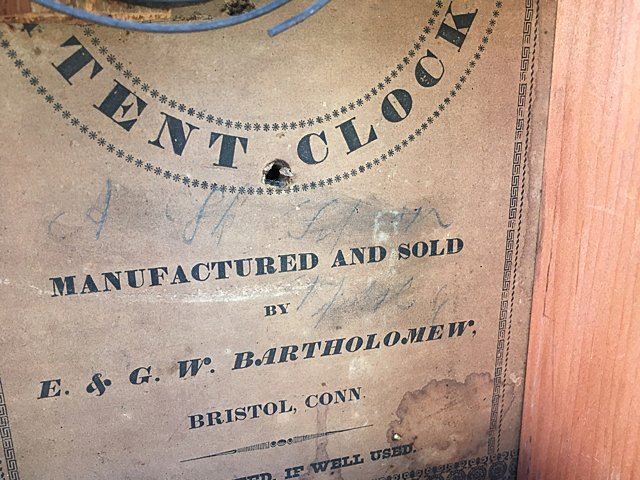 TENT CLOCK
MANUFACTURED AND SOLD
BY
E. & G. W. BARTHOLOMEW,
BRISTOL, CONN
IF WELL USED.